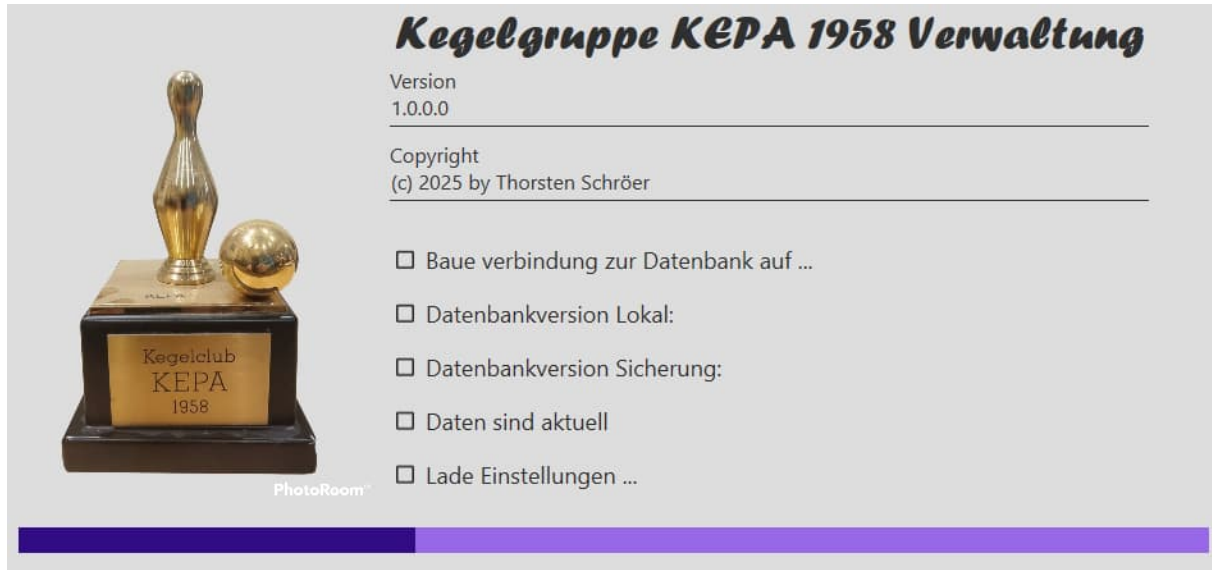 Kegelgruppe KEPA 1958 Verwaltung
Version
1.0.0.0
Copyright
(c) 2025 by Thorsten Schröer
Baue verbindung zur Datenbank auf ...
Datenbankversion Lokal:
Datenbankversion Sicherung:
Daten sind aktuell
Lade Einstellungen ...
KEPA
Kegelclub
KEPA
1958
PhotoRoom